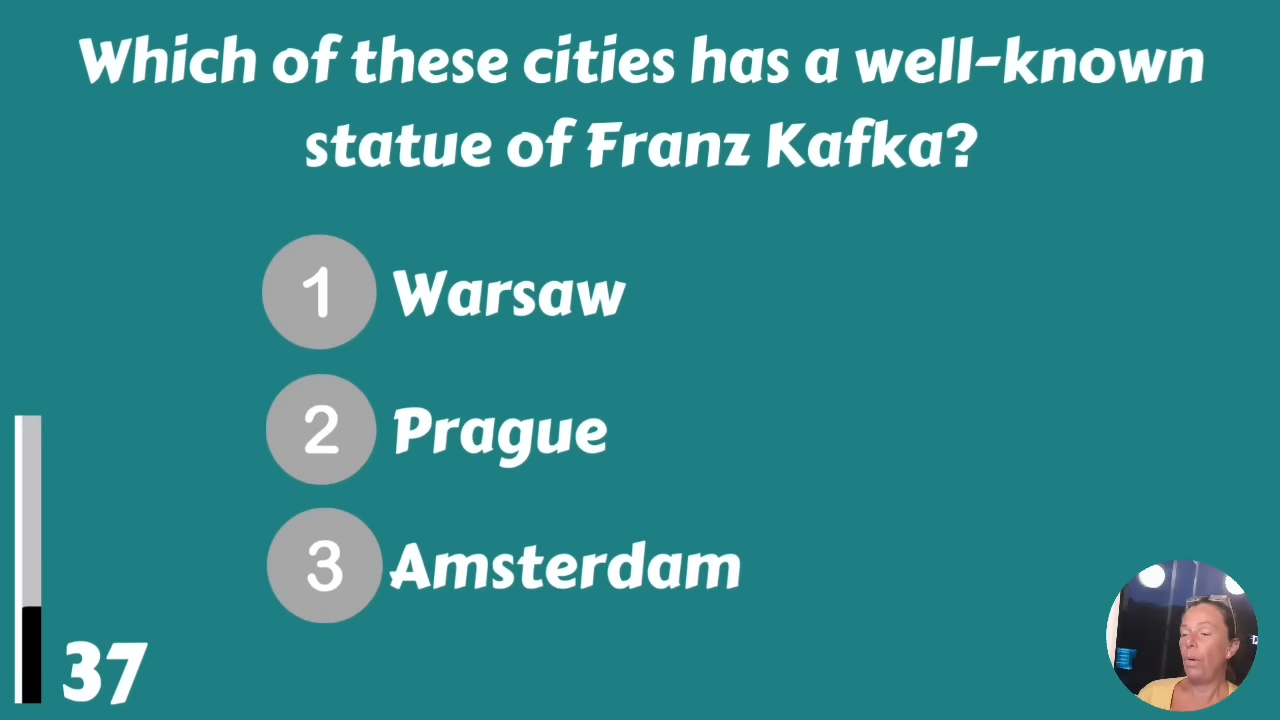 Which of these cities has a well-known
statue of Franz Kafka?
1 Warsaw
2 Prague
3 Amsterdam
37